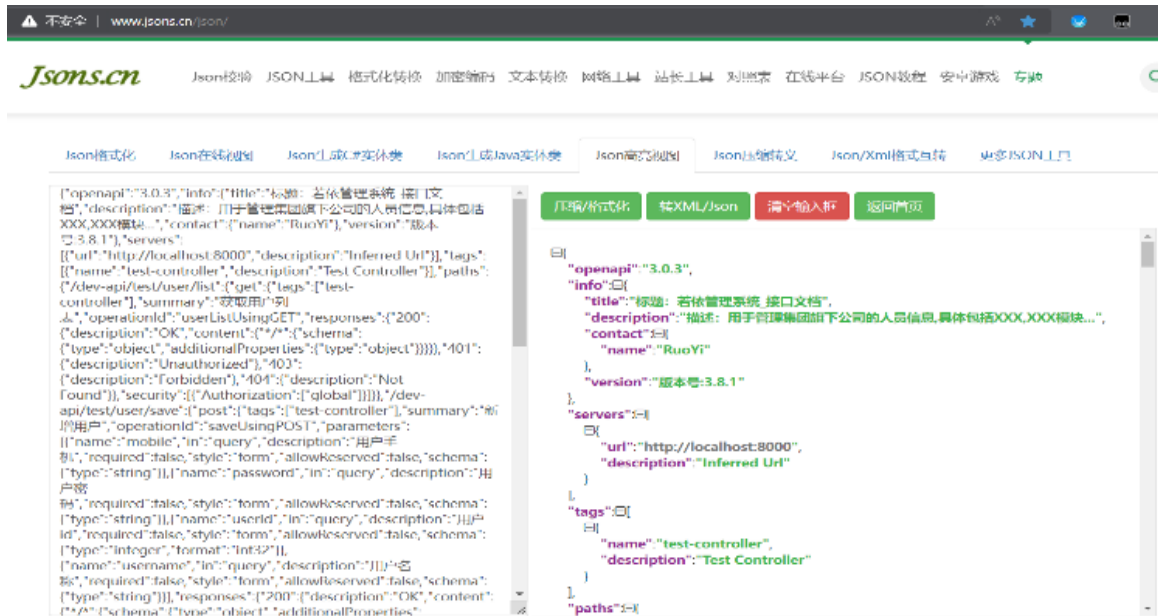 不安全 | www.jsons.cn/json/
Jsons.cn Json校验 JSON工具 格式化转换 加密编码 文本转换 网络工具 站长工具 对照表 在线平台 JSON教程 安卓游戏 专题
Json格式化 Json在线视图 Json生成C#实体类 Json生成Java实体类 Json高亮视图 Json压缩转义 Json/Xml格式互转 更多JSON工具
{"openapi":"3.0.3","info":{"title":"标题：若依管理系统_接口文
档","description":"描述：用于管理集团旗下公司的人员信息,具体包括
XXX,XXX模块...","contact":{"name":"RuoYi"},"version":"版本
号:3.8.1"},"servers":
[{"url":"http://localhost:8000","description":"Inferred Url"}],"tags":
[{"name":"test-controller","description":"Test Controller"}],"paths":
{"/dev-api/test/user/list":{"get":{"tags":["test-
controller"],"summary":"获取用户列
表","operationId":"userListUsingGET","responses":{"200":
{"description":"OK","content":{"*/*":{"schema":
{"type":"object","additionalProperties":{"type":"object"}}}}},"401":
{"description":"Unauthorized"},"403":
{"description":"Forbidden"},"404":{"description":"Not
Found"}},"security":[{"Authorization":["global"]}]}},"/dev-
api/test/user/save":{"post":{"tags":["test-controller"],"summary":"新
增用户","operationId":"saveUsingPOST","parameters":
[{"name":"mobile","in":"query","description":"用户手
机","required":false,"style":"form","allowReserved":false,"schema":
{"type":"string"}},{"name":"password","in":"query","description":"用
户密
码","required":false,"style":"form","allowReserved":false,"schema":
{"type":"string"}},{"name":"userId","in":"query","description":"用户
id","required":false,"style":"form","allowReserved":false,"schema":
{"type":"integer","format":"int32"}},
{"name":"username","in":"query","description":"用户名
称","required":false,"style":"form","allowReserved":false,"schema":
{"type":"string"}}],"responses":{"200":{"description":"OK","content":
{"*/*":{"schema":{"type":"object","additionalProperties":
压缩/格式化 转XML/Json 清空输入框 返回首页
{
"openapi":"3.0.3",
"info":{
"title":"标题：若依管理系统_接口文档",
"description":"描述：用于管理集团旗下公司的人员信息,具体包括XXX,XXX模块...",
"contact":{
"name":"RuoYi"
},
"version":"版本号:3.8.1"
},
"servers":[
{
"url":"http://localhost:8000",
"description":"Inferred Url"
}
],
"tags":[
{
"name":"test-controller",
"description":"Test Controller"
}
],
"paths":{